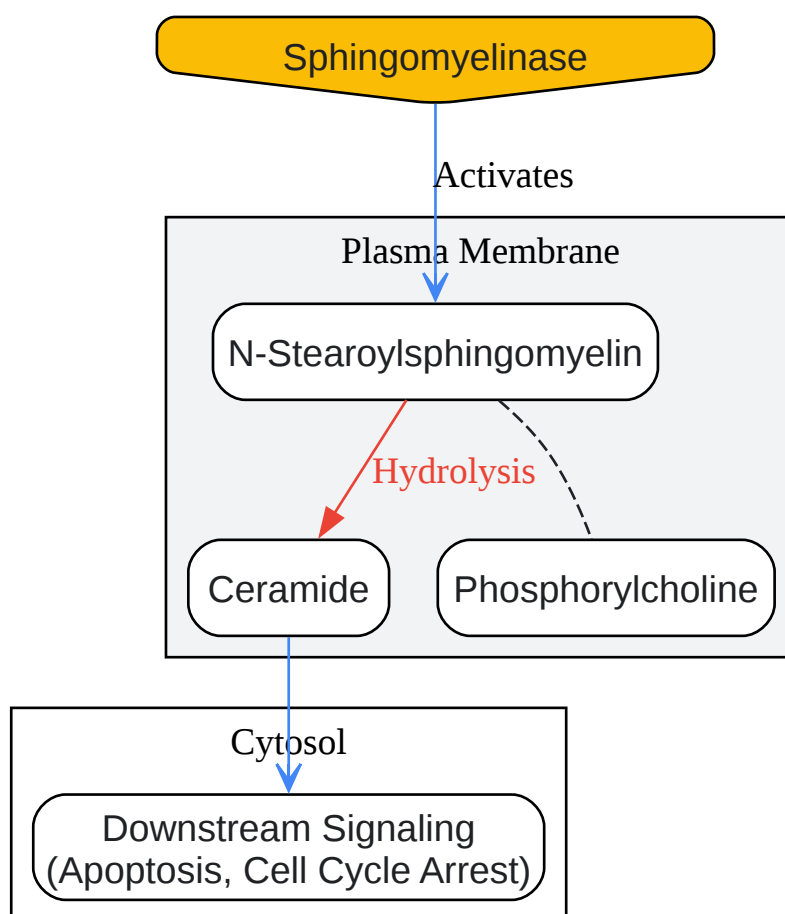 Sphingomyelinase
Activates
Plasma Membrane
N-Stearoylsphingomyelin
Hydrolysis
Ceramide
Phosphorylcholine
Cytosol
Downstream Signaling
(Apoptosis, Cell Cycle Arrest)